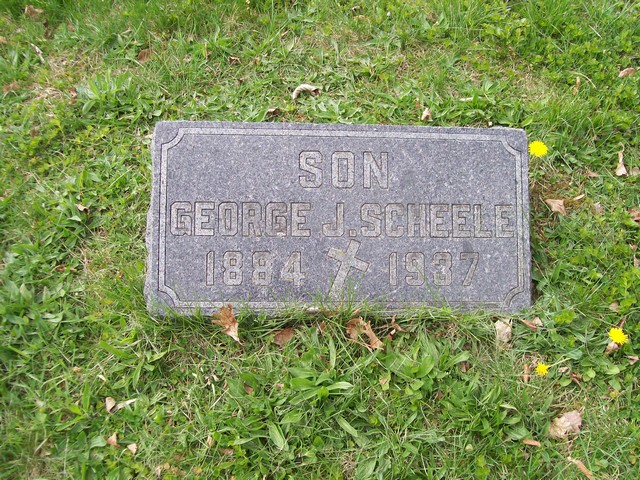 SON
GEORGE J. SCHEELE
1884 1937